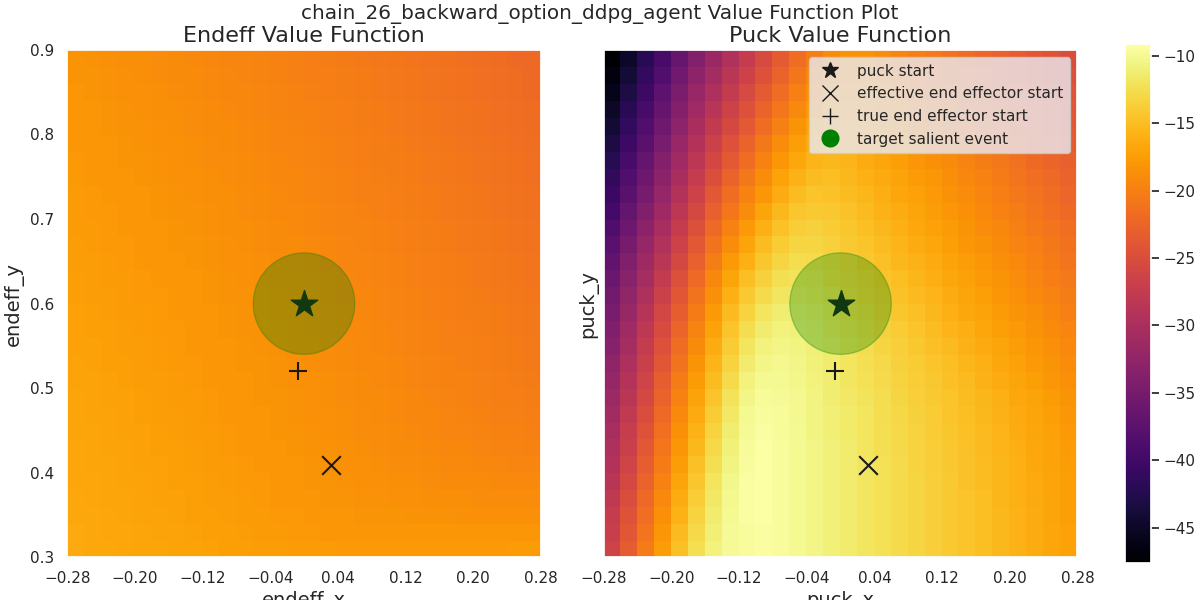 chain_26_backward_option_ddpg_agent Value Function Plot
Endeff Value Function
Puck Value Function
0.9
0.8
0.7
0.6
0.5
0.4
0.3
endeff_y
−0.28 −0.20 −0.12 −0.04 0.04 0.12 0.20 0.28
endeff_x
puck_y
puck start
effective end effector start
true end effector start
target salient event
−0.28 −0.20 −0.12 −0.04 0.04 0.12 0.20 0.28
puck_x
−10
−15
−20
−25
−30
−35
−40
−45